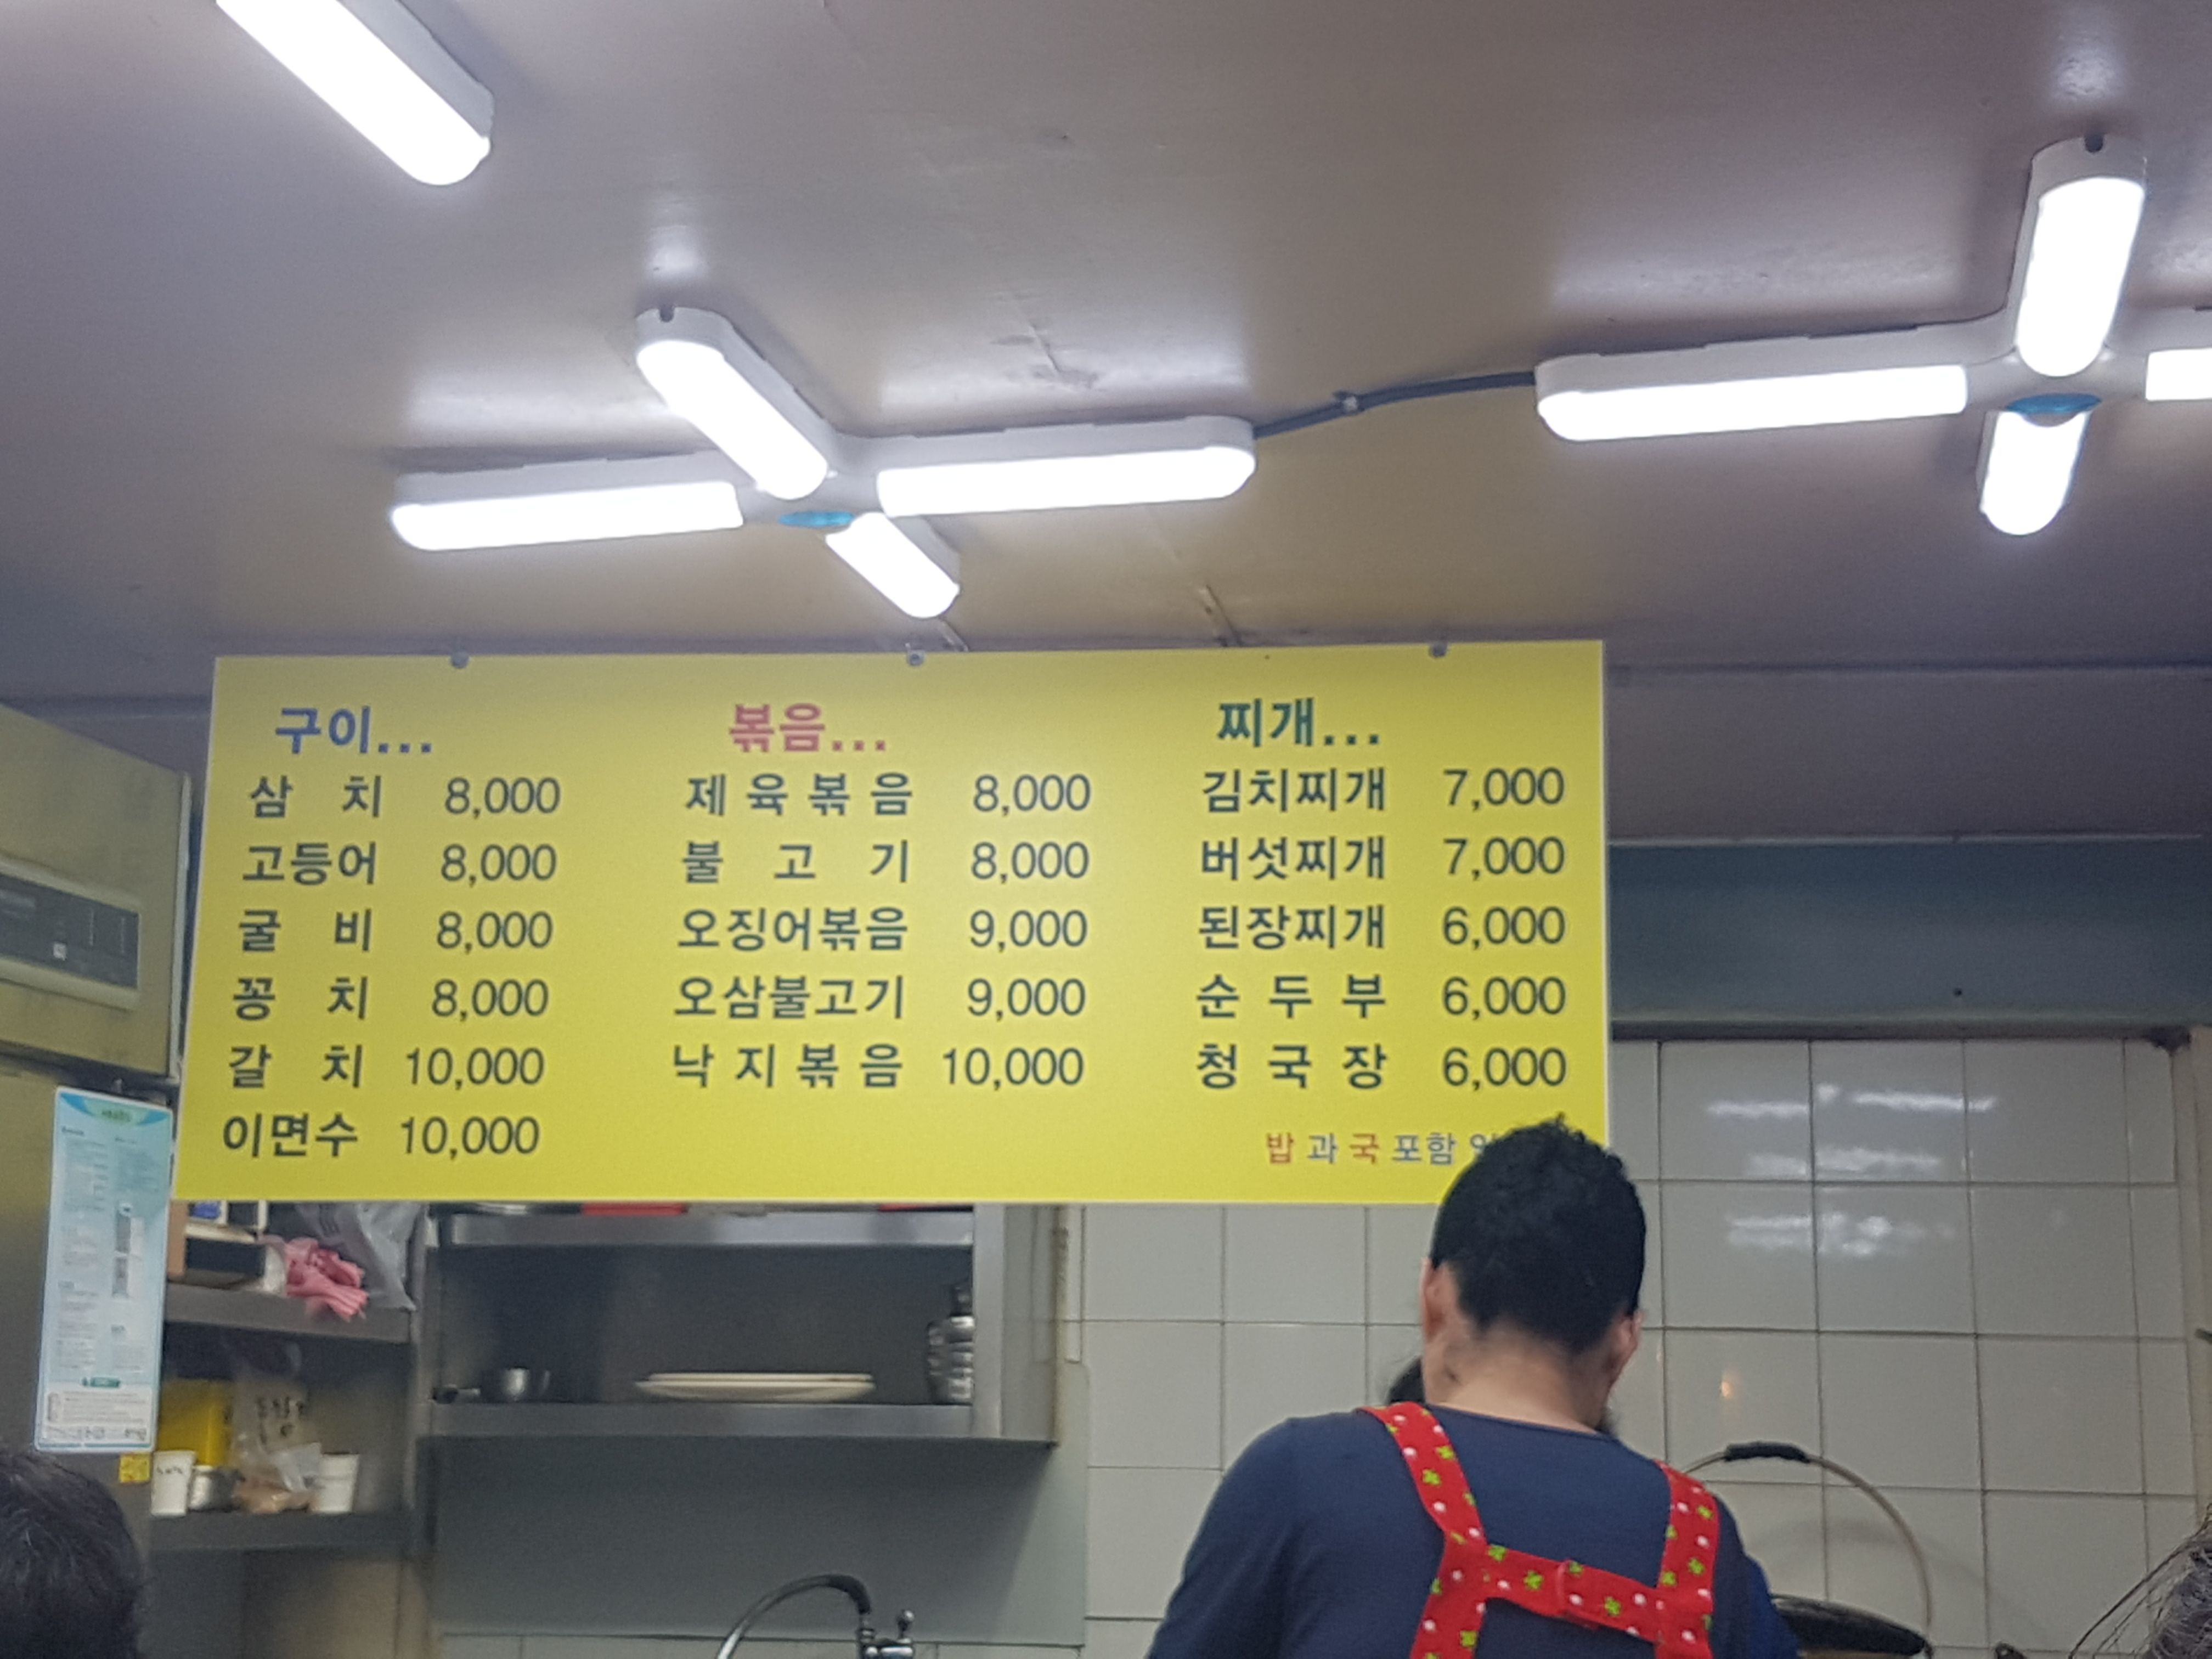 구이...
삼 치 8,000
고등어 8,000
굴 비 8,000
꽁 치 8,000
갈 치 10,000
이면수 10,000
볶음...
제육볶음 8,000
불 고 기 8,000
오징어볶음 9,000
오삼불고기 9,000
낙지볶음 10,000
찌개...
김치찌개 7,000
버섯찌개 7,000
된장찌개 6,000
순 두 부 6,000
청 국 장 6,000
밥 과 국 포함